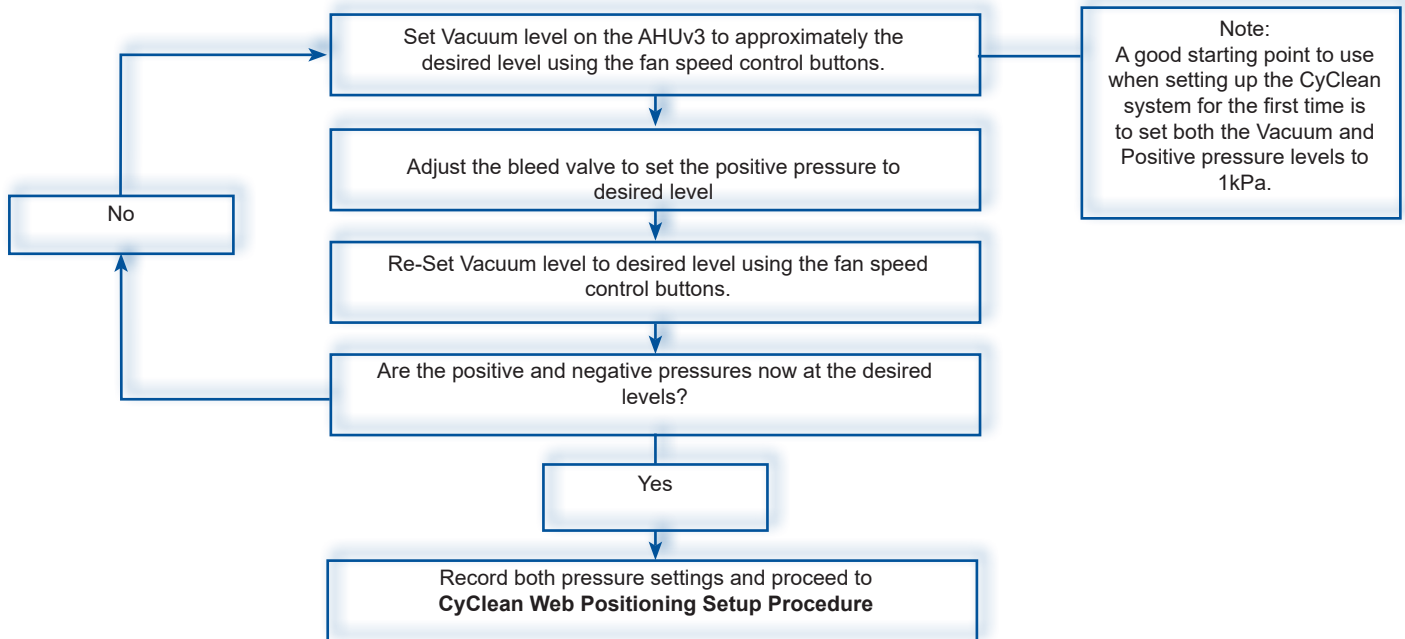 Set Vacuum level on the AHUv3 to approximately the
desired level using the fan speed control buttons.
Note:
A good starting point to use
when setting up the CyClean
system for the first time is
to set both the Vacuum and
Positive pressure levels to
1kPa.
Adjust the bleed valve to set the positive pressure to
desired level
No
Re-Set Vacuum level to desired level using the fan speed
control buttons.
Are the positive and negative pressures now at the desired
levels?
Yes
Record both pressure settings and proceed to
CyClean Web Positioning Setup Procedure